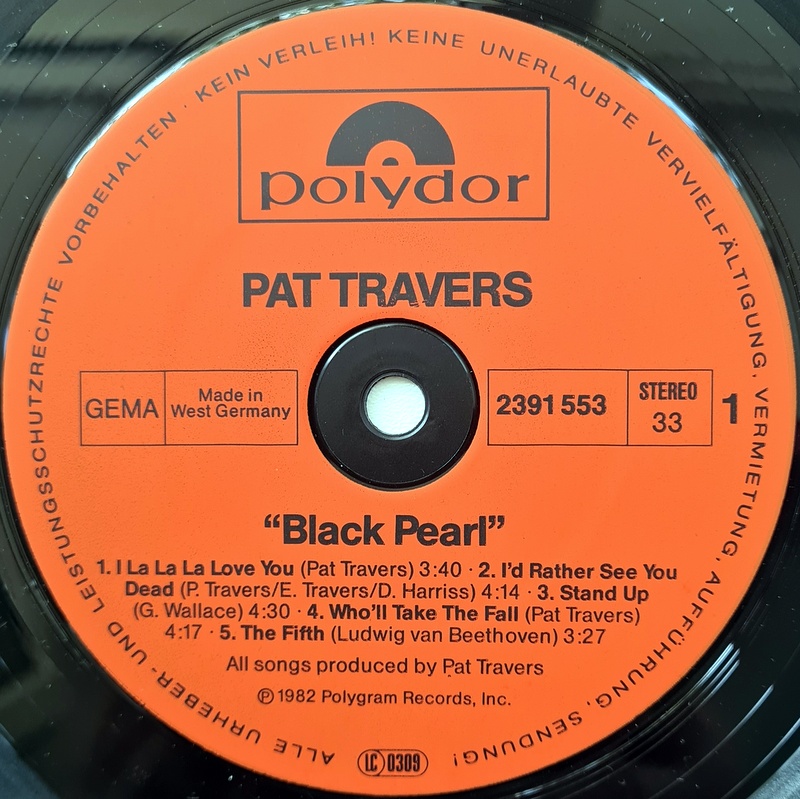 ALLE URHEBER- UND LEISTUNGSSCHUTZRECHTE VORBEHALTEN · KEIN VERLEIH! KEINE UNERLAUBTE VERVIELFÄLTIGUNG, VERMIETUNG, AUFFÜHRUNG, SENDUNG!
polydor
PAT TRAVERS
GEMA
Made in
West Germany
2391 553
STEREO
33
1
“Black Pearl”
1. I La La La Love You (Pat Travers) 3:40 · 2. I'd Rather See You
Dead (P. Travers/E. Travers/D. Harriss) 4:14 · 3. Stand Up
(G. Wallace) 4:30 · 4. Who'll Take The Fall (Pat Travers)
4:17 · 5. The Fifth (Ludwig van Beethoven) 3:27
All songs produced by Pat Travers
℗ 1982 Polygram Records, Inc.
LC 0309